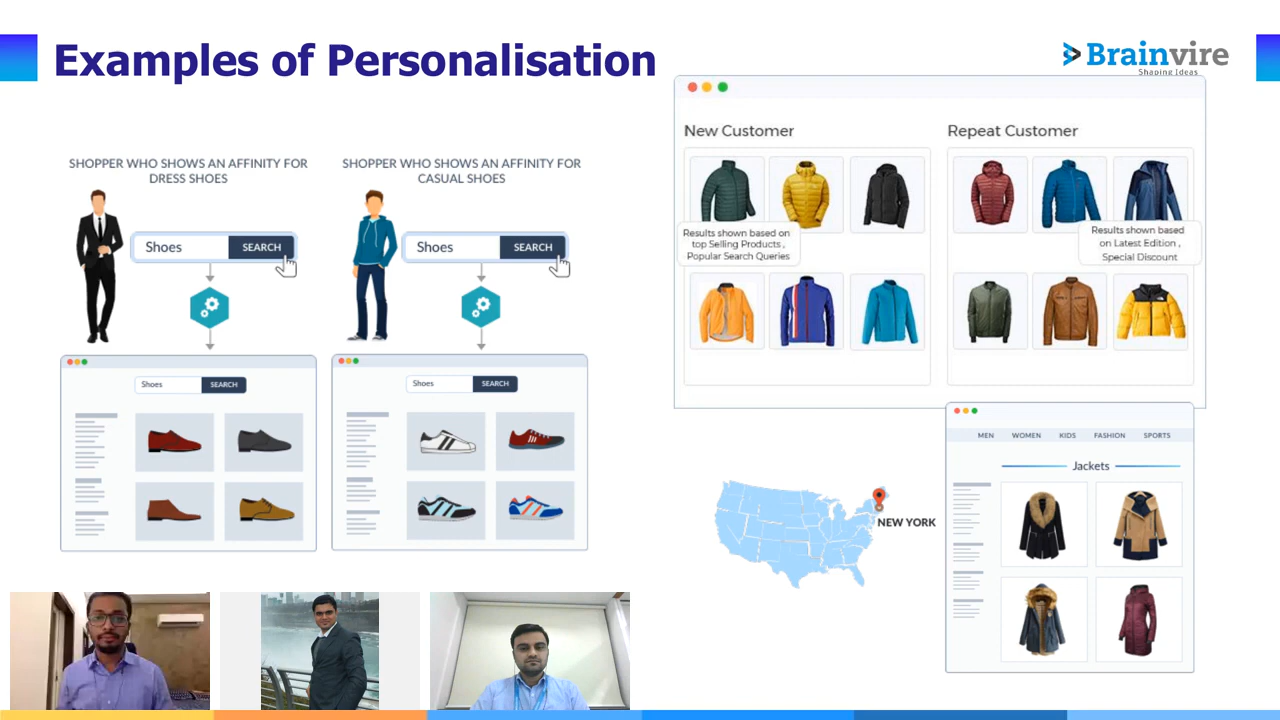 Examples of Personalisation
Brainvire
Shaping Ideas
SHOPPER WHO SHOWS AN AFFINITY FOR
DRESS SHOES
Shoes
SEARCH
Shoes
SEARCH
SHOPPER WHO SHOWS AN AFFINITY FOR
CASUAL SHOES
Shoes
SEARCH
Shoes
SEARCH
New Customer
Results shown based on
top Selling Products ,
Popular Search Queries
Repeat Customer
Results shown based
on Latest Edition ,
Special Discount
NEW YORK
MEN WOMEN KIDS FASHION SPORTS
Jackets